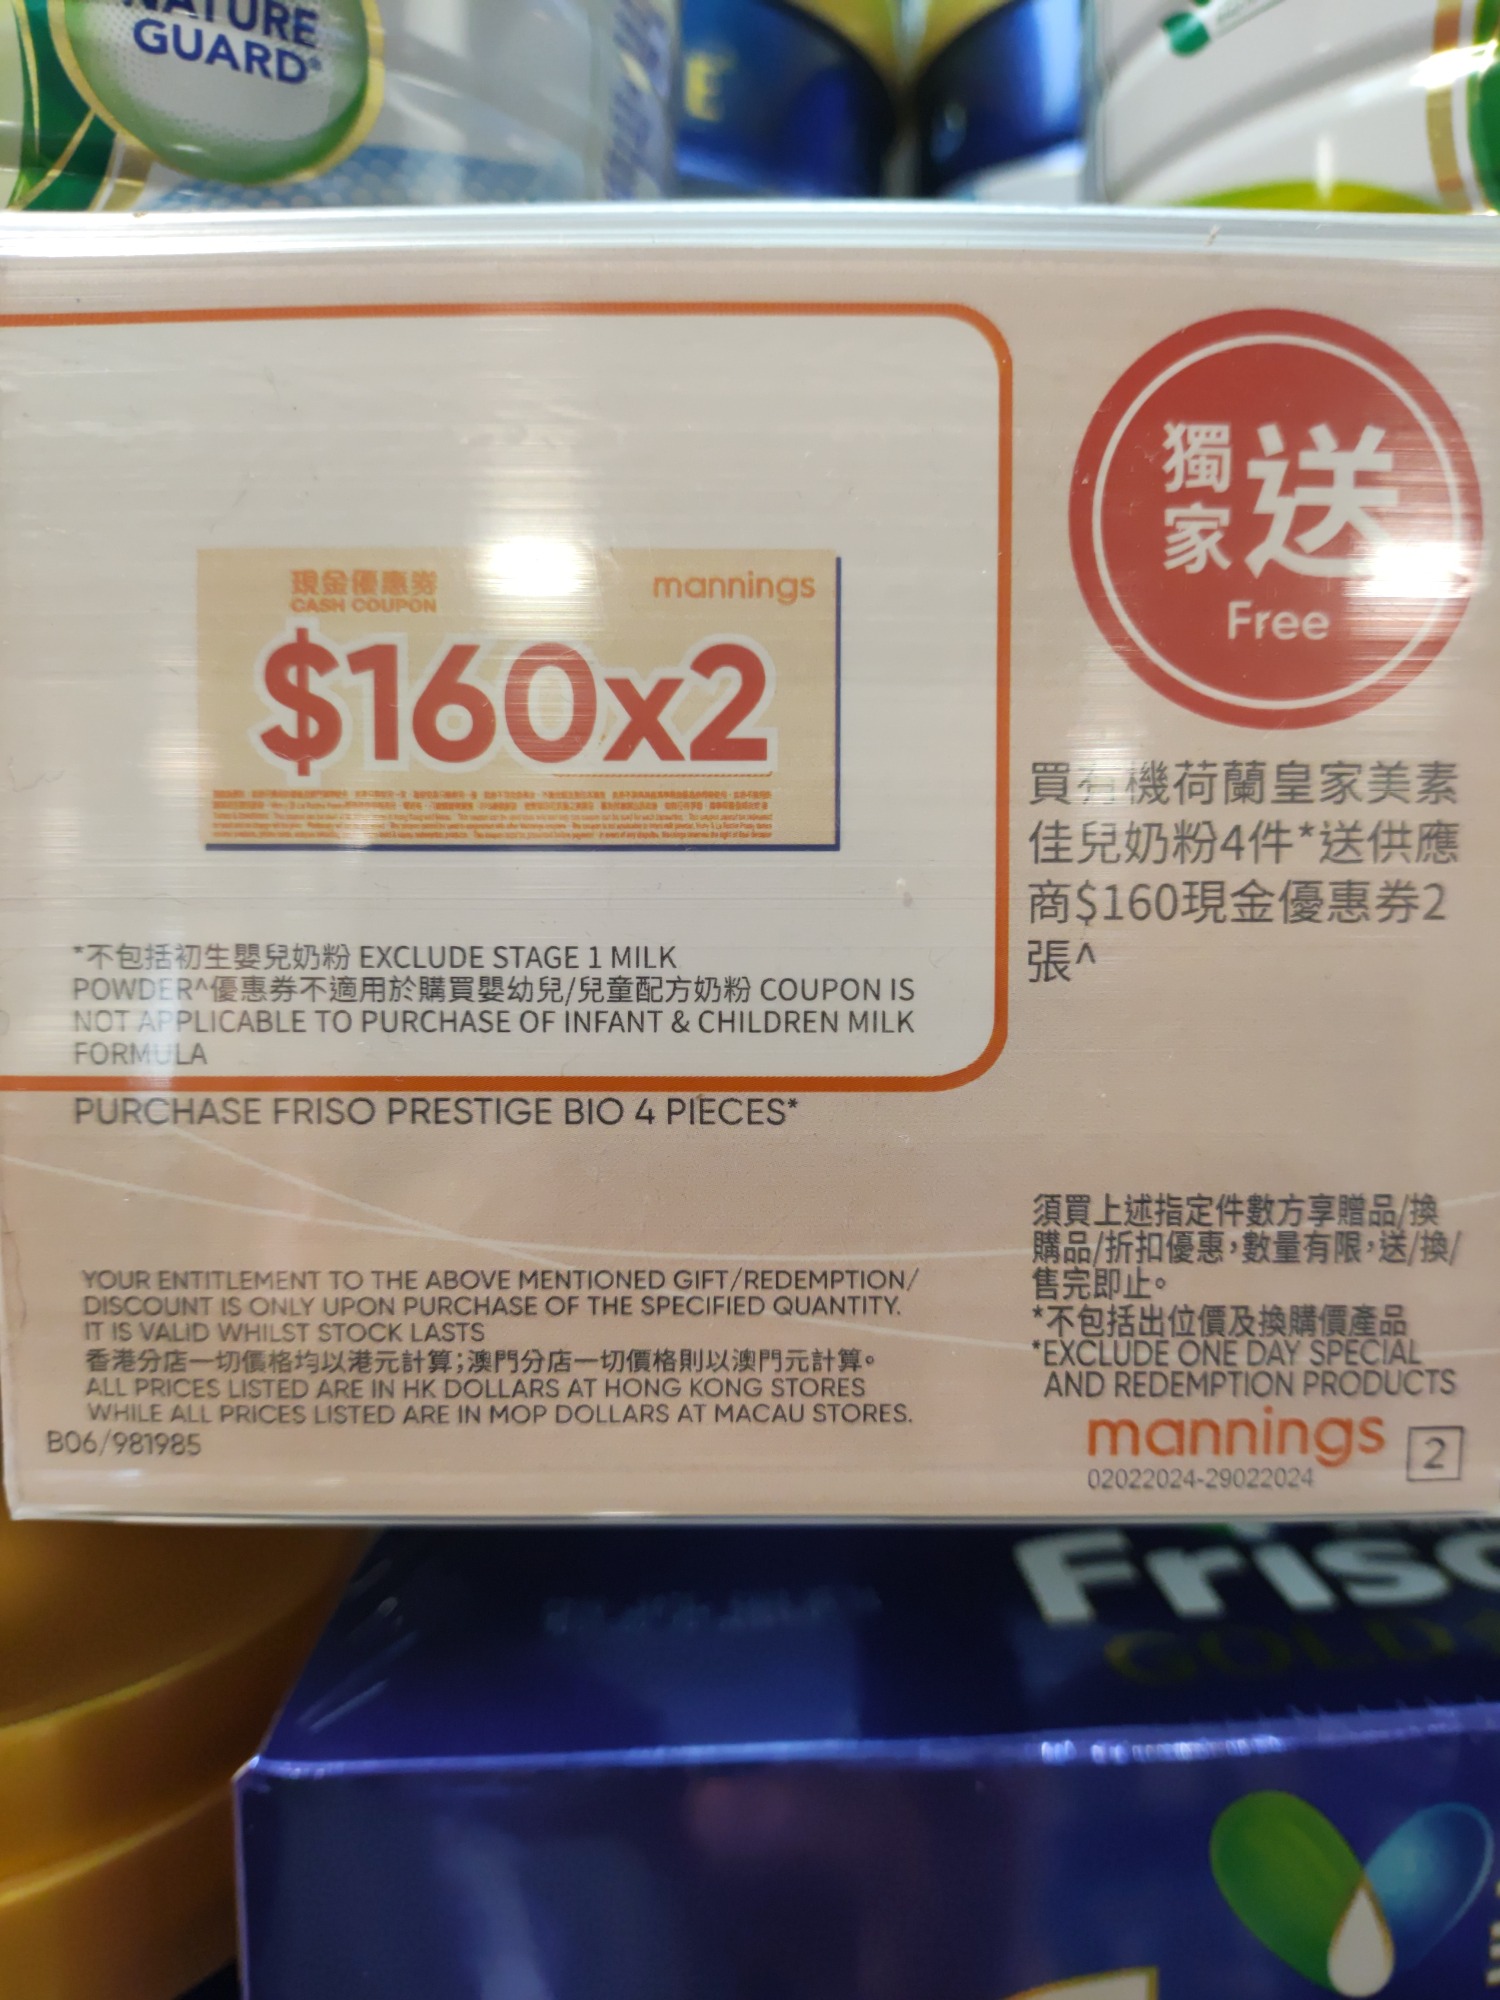 NATURE
GUARD*
獨家 送
Free
現金優惠券
CASH COUPON
mannings
$160x2
買有機荷蘭皇家美素
佳兒奶粉4件*送供應
商$160現金優惠券2
張^
*不包括初生嬰兒奶粉 EXCLUDE STAGE 1 MILK
POWDER^優惠券不適用於購買嬰幼兒/兒童配方奶粉 COUPON IS
NOT APPLICABLE TO PURCHASE OF INFANT & CHILDREN MILK
FORMULA
PURCHASE FRISO PRESTIGE BIO 4 PIECES*
須買上述指定件數方享贈品/換
購品/折扣優惠，數量有限，送/換/
售完即止。
*不包括出位價及換購價產品
*EXCLUDE ONE DAY SPECIAL
AND REDEMPTION PRODUCTS
YOUR ENTITLEMENT TO THE ABOVE MENTIONED GIFT/REDEMPTION/
DISCOUNT IS ONLY UPON PURCHASE OF THE SPECIFIED QUANTITY.
IT IS VALID WHILST STOCK LASTS
香港分店一切價格均以港元計算；澳門分店一切價格則以澳門元計算。
ALL PRICES LISTED ARE IN HK DOLLARS AT HONG KONG STORES
WHILE ALL PRICES LISTED ARE IN MOP DOLLARS AT MACAU STORES.
B06/981985
mannings 2
02022024-29022024
Friso
GOLD